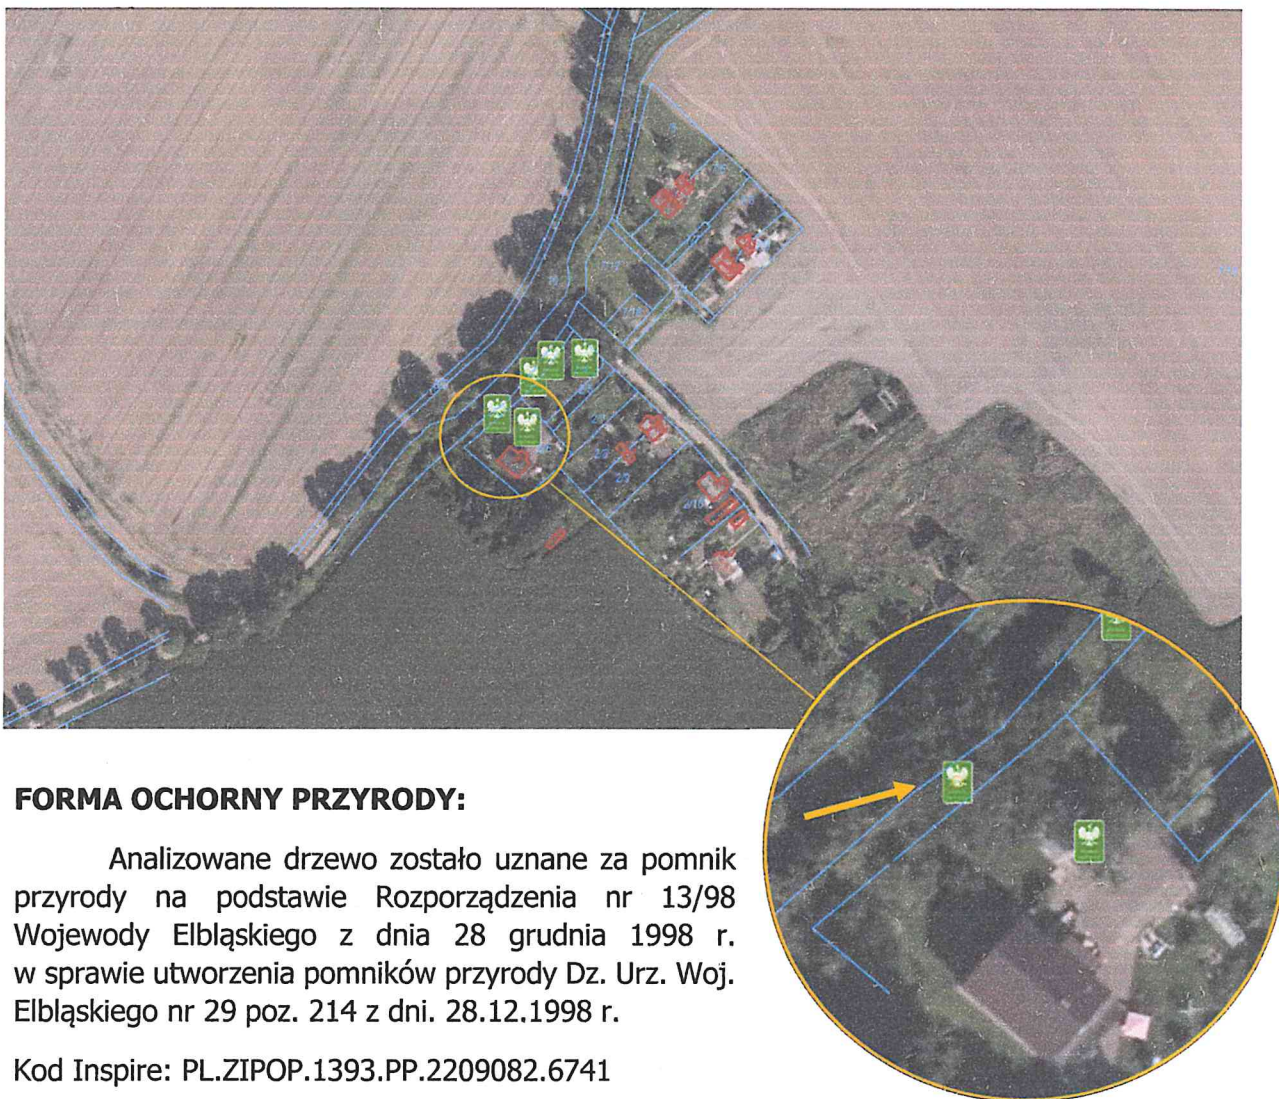 FORMA OCHORNY PRZYRODY:
Analizowane drzewo zostało uznane za pomnik
przyrody na podstawie Rozporządzenia nr 13/98
Wojewody Elbląskiego z dnia 28 grudnia 1998 r.
w sprawie utworzenia pomników przyrody Dz. Urz. Woj.
Elbląskiego nr 29 poz. 214 z dni. 28.12.1998 r.
Kod Inspire: PL.ZIPOP.1393.PP.2209082.6741